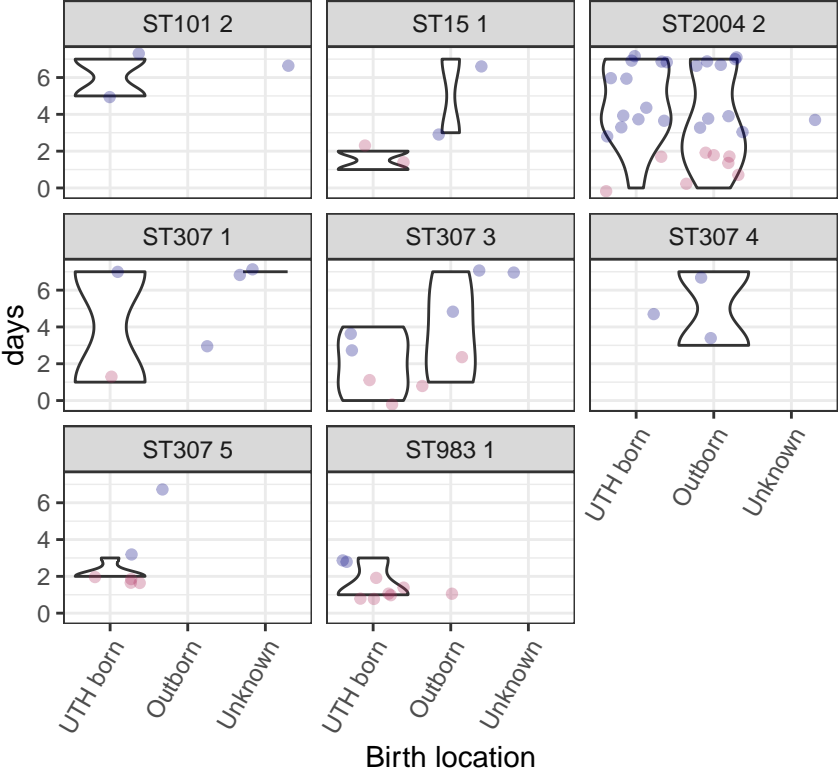 ST101 2
ST15 1
ST2004 2
6
4
2
0
ST307 1
ST307 3
ST307 4
days
6
4
2
0
UTH born
Outborn
Unknown
ST307 5
ST983 1
6
4
2
0
UTH born
Outborn
Unknown
UTH born
Outborn
Unknown
Birth location